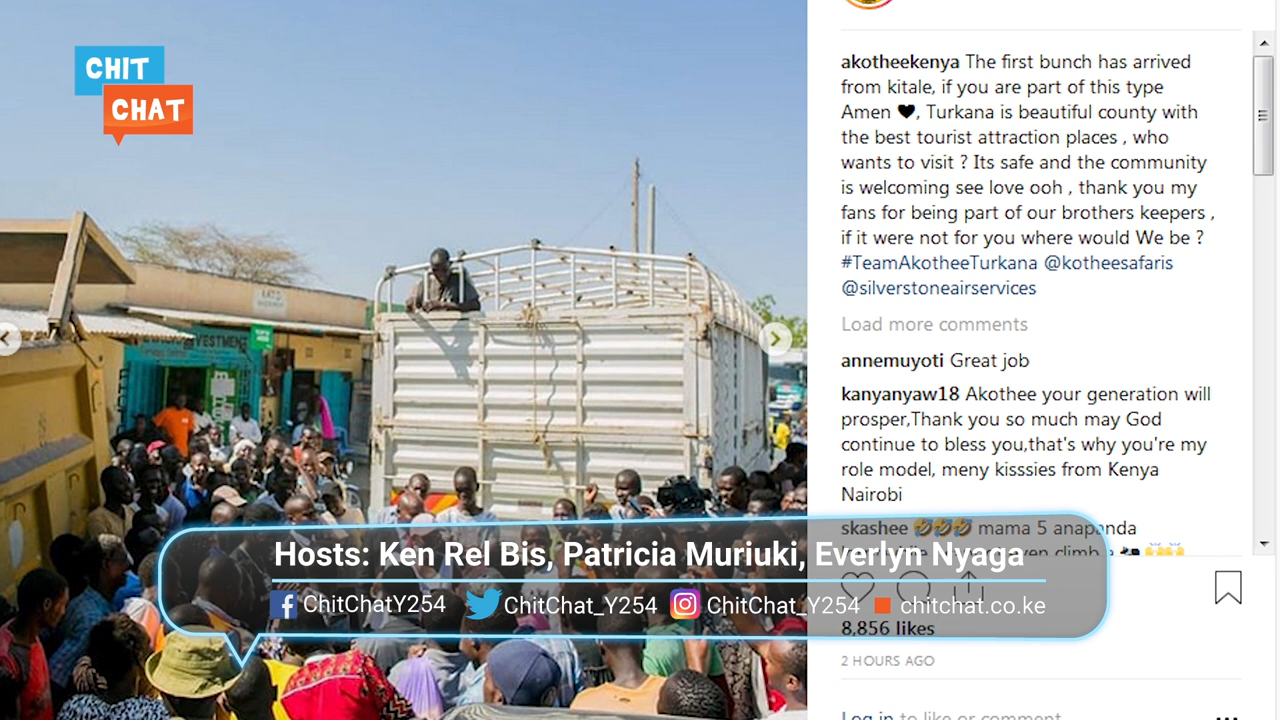 CHIT
CHAT
akotheekenya The first bunch has arrived
from kitale, if you are part of this type
Amen 🖤, Turkana is beautiful county with
the best tourist attraction places , who
wants to visit ? Its safe and the community
is welcoming see love ooh , thank you my
fans for being part of our brothers keepers ,
if it were not for you where would We be ?
#TeamAkotheeTurkana @kotheesafaris
@silverstoneairservices
Load more comments
annemuyoti Great job
kanyanyaw18 Akothee your generation will
prosper,Thank you so much may God
continue to bless you,that's why you're my
role model, meny kisssies from Kenya
Nairobi
skashee 🤣🤣🤣 mama 5 anapanda
Hosts: Ken Rel Bis, Patricia Muriuki, Everlyn Nyaga
ChitChatY254 ChitChat_Y254 ChitChat_Y254 chitchat.co.ke
8,856 likes
2 HOURS AGO
Log in to like or comment